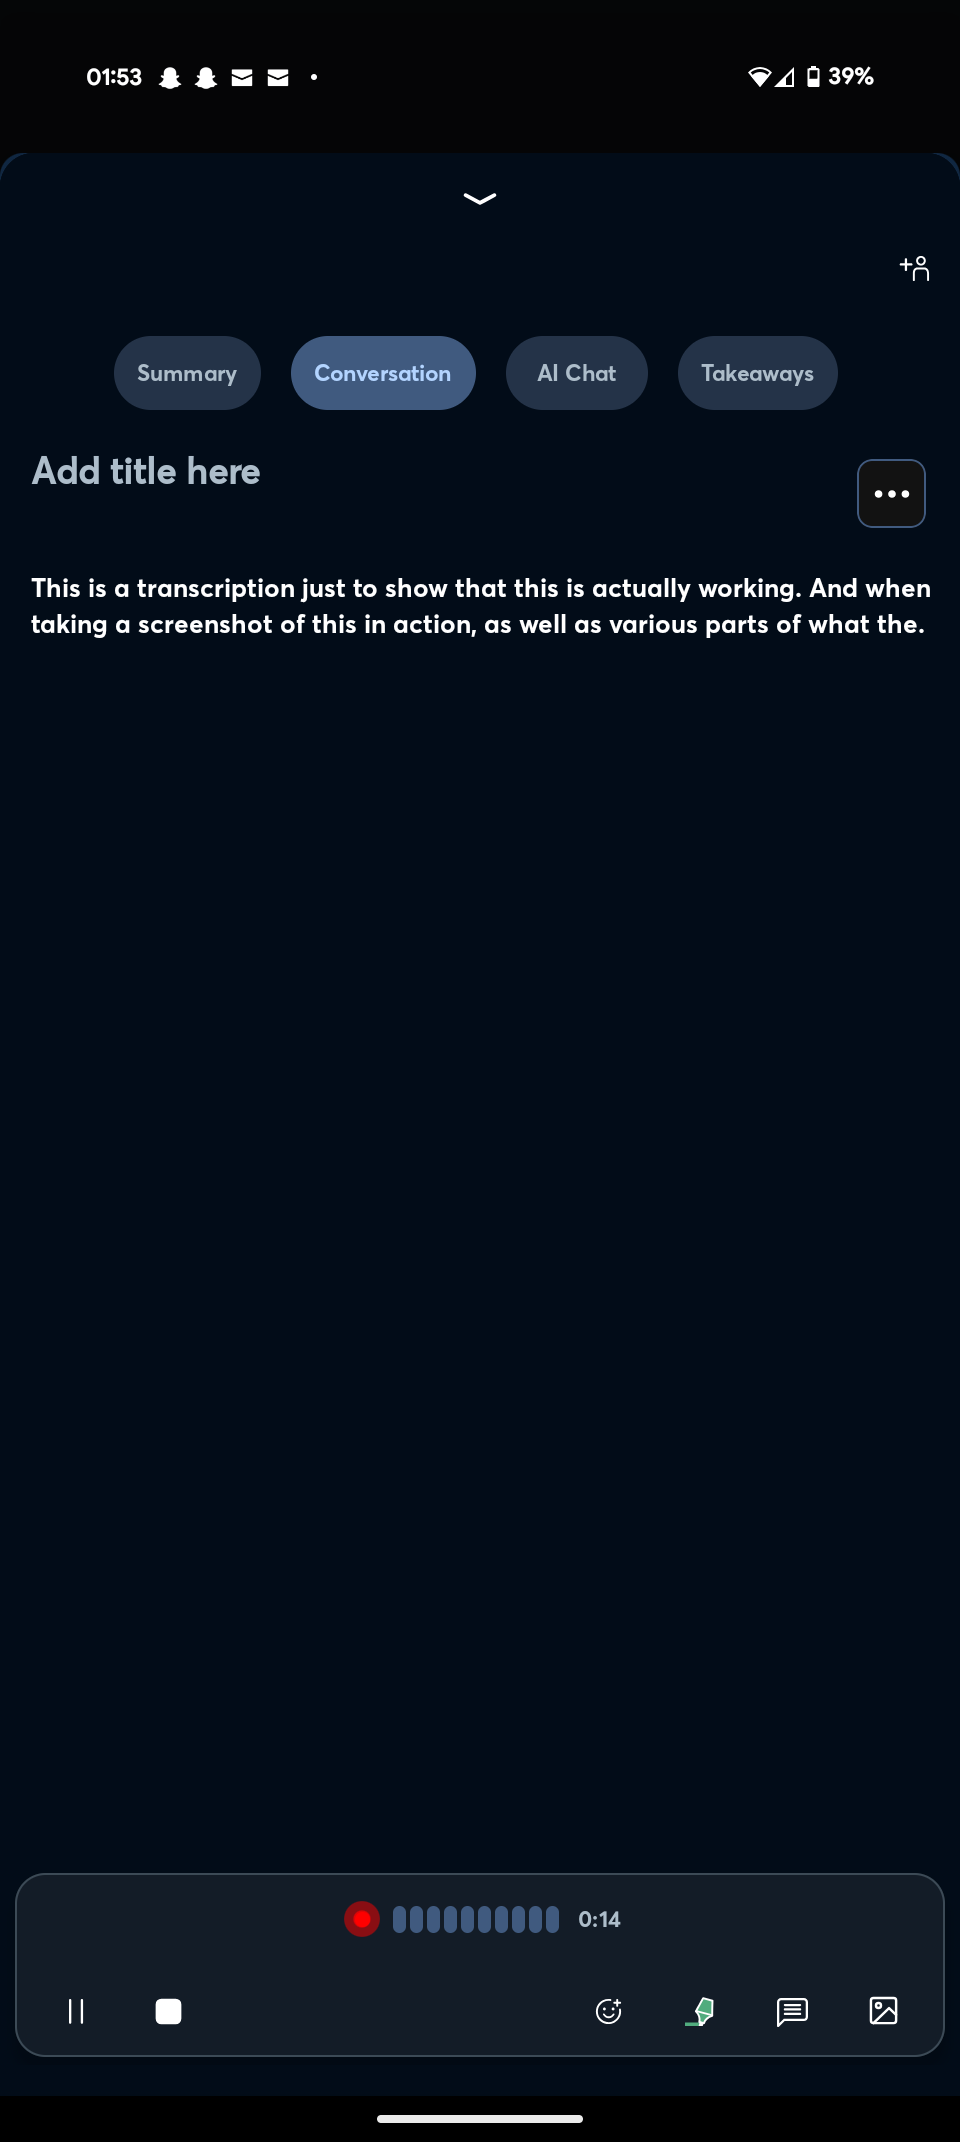 01:53
39%
Summary
Conversation
AI Chat
Takeaways
Add title here
This is a transcription just to show that this is actually working. And when
taking a screenshot of this in action, as well as various parts of what the.
0:14